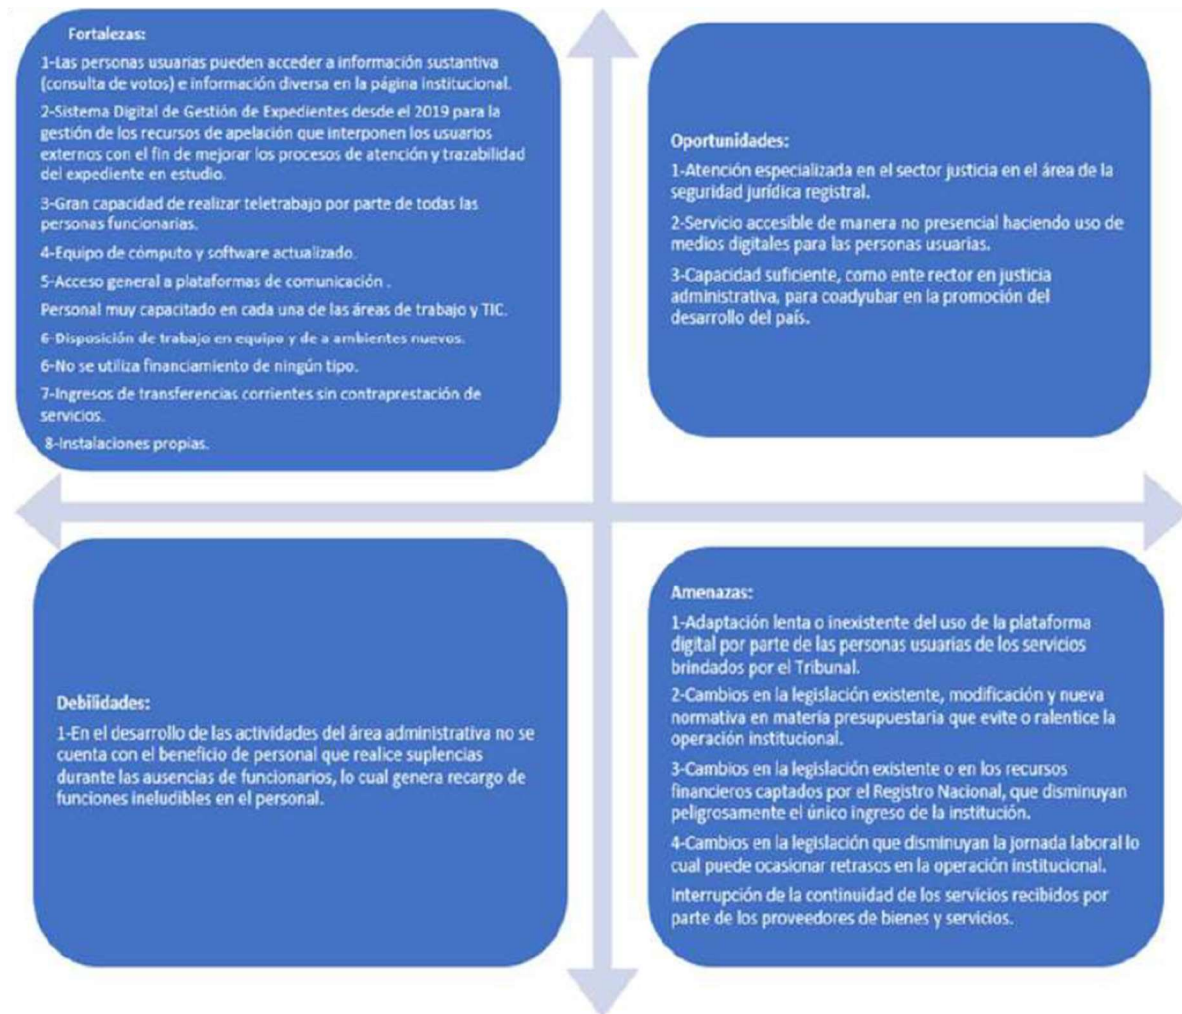 Fortalezas:
1-Las personas usuarias pueden acceder a información sustantiva
(consulta de votos) e información diversa en la página institucional.
2-Sistema Digital de Gestión de Expedientes desde el 2019 para la
gestión de los recursos de apelación que interponen los usuarios
externos con el fin de mejorar los procesos de atención y trazabilidad
del expediente en estudio.
3-Gran capacidad de realizar teletrabajo por parte de todas las
personas funcionarias.
4-Equipo de cómputo y software actualizado.
5-Acceso general a plataformas de comunicación .
Personal muy capacitado en cada una de las áreas de trabajo y TIC.
6-Disposición de trabajo en equipo y de a ambientes nuevos.
6-No se utiliza financiamiento de ningún tipo.
7-Ingresos de transferencias corrientes sin contraprestación de
servicios.
8-Instalaciones propias.
Oportunidades:
1-Atención especializada en el sector justicia en el área de la
seguridad jurídica registral.
2-Servicio accesible de manera no presencial haciendo uso de
medios digitales para las personas usuarias.
3-Capacidad suficiente, como ente rector en justicia
administrativa, para coadyubar en la promoción del
desarrollo del país.
Debilidades:
1-En el desarrollo de las actividades del área administrativa no se
cuenta con el beneficio de personal que realice suplencias
durante las ausencias de funcionarios, lo cual genera recargo de
funciones ineludibles en el personal.
Amenazas:
1-Adaptación lenta o inexistente del uso de la plataforma
digital por parte de las personas usuarias de los servicios
brindados por el Tribunal.
2-Cambios en la legislación existente, modificación y nueva
normativa en materia presupuestaria que evite o ralentice la
operación institucional.
3-Cambios en la legislación existente o en los recursos
financieros captados por el Registro Nacional, que disminuyan
peligrosamente el único ingreso de la institución.
4-Cambios en la legislación que disminuyan la jornada laboral lo
cual puede ocasionar retrasos en la operación institucional.
Interrupción de la continuidad de los servicios recibidos por
parte de los proveedores de bienes y servicios.